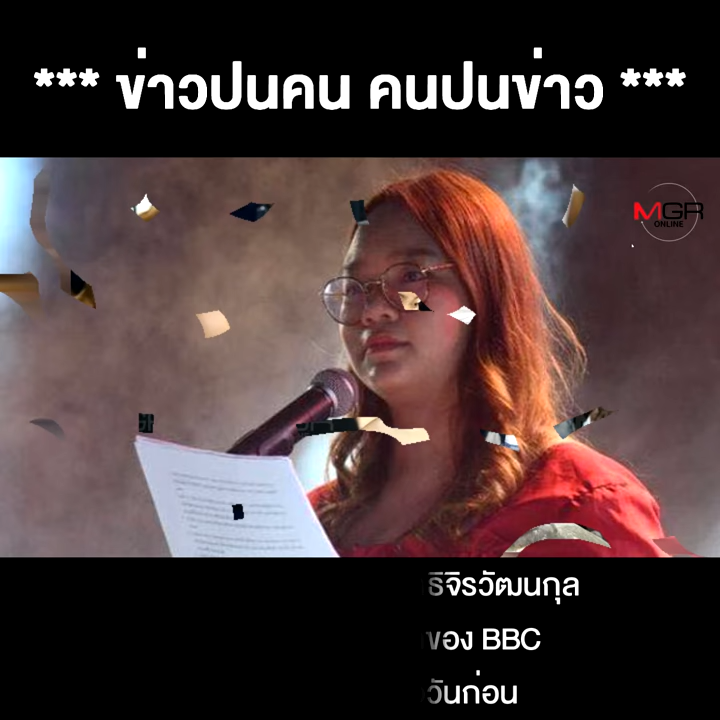 *** ข่าวปนคน คนปนข่าว ***
MGR
ONLINE
ธิจิรวัฒนกุล
ของ BBC
วันก่อน